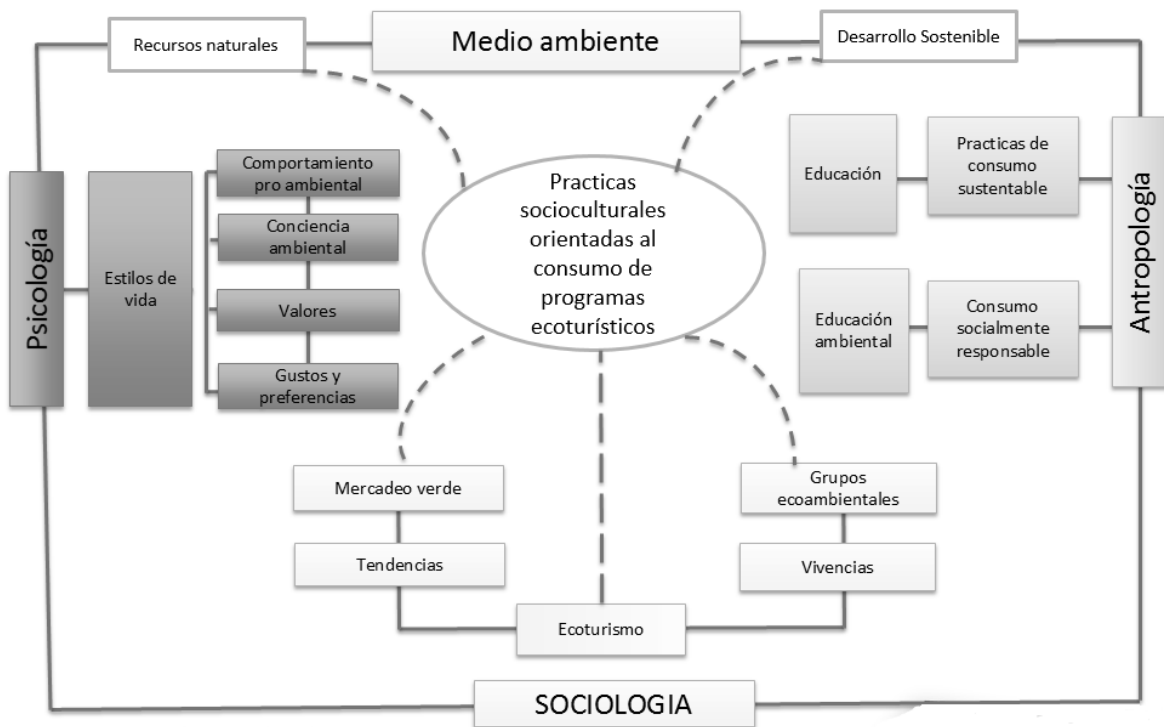 Recursos naturales
Medio ambiente
Desarrollo Sostenible
Psicología
Estilos de
vida
Comportamiento
pro ambiental
Conciencia
ambiental
Valores
Gustos y
preferencias
Practicas
socioculturales
orientadas al
consumo de
programas
ecoturísticos
Educación
Practicas de
consumo
sustentable
Educación
ambiental
Consumo
socialmente
responsable
Antropología
Mercadeo verde
Tendencias
Grupos
ecoambientales
Vivencias
Ecoturismo
SOCIOLOGIA